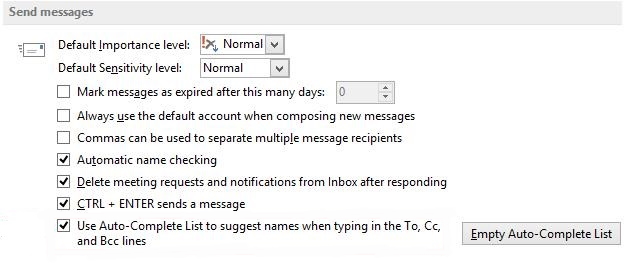 Send messages
Default Importance level: Normal
Default Sensitivity level: Normal
Mark messages as expired after this many days: 0
Always use the default account when composing new messages
Commas can be used to separate multiple message recipients
Automatic name checking
Delete meeting requests and notifications from Inbox after responding
CTRL + ENTER sends a message
Use Auto-Complete List to suggest names when typing in the To, Cc,
and Bcc lines
Empty Auto-Complete List